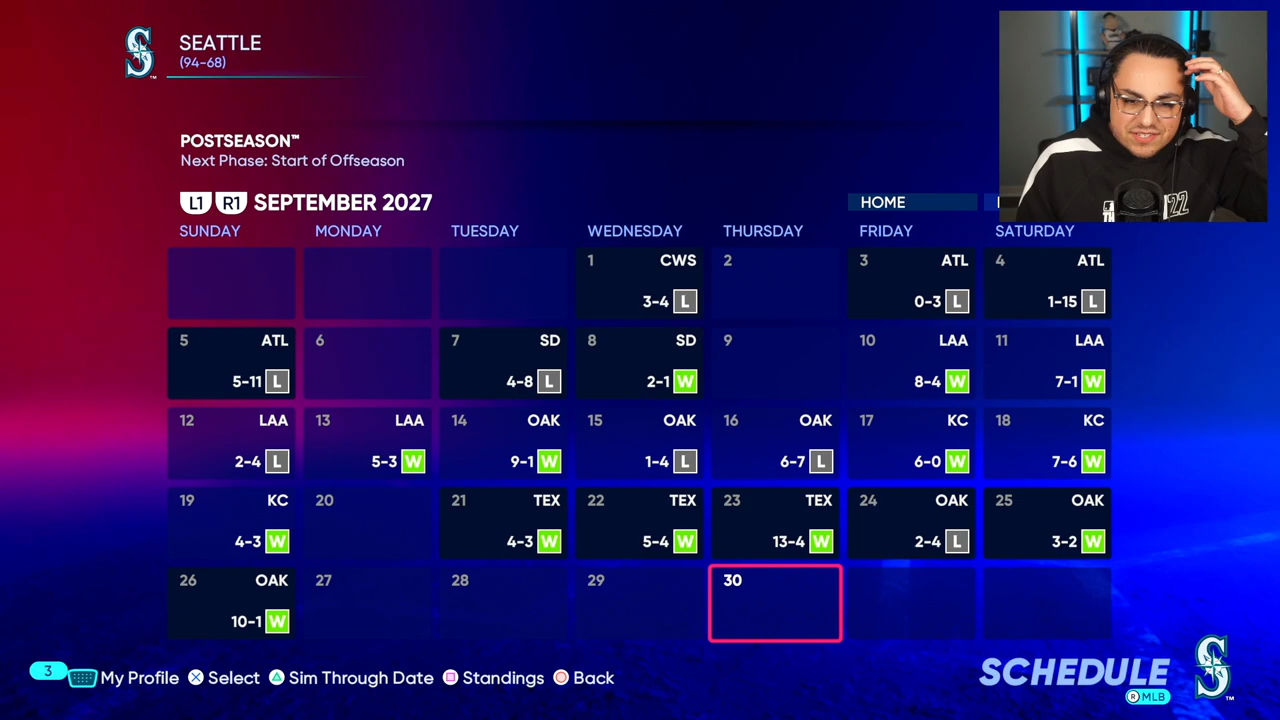 SEATTLE
(94-68)
POSTSEASON™
Next Phase: Start of Offseason
L1 R1 SEPTEMBER 2027
HOME
SUNDAY MONDAY TUESDAY WEDNESDAY THURSDAY FRIDAY SATURDAY
1 CWS 2 3 ATL 4 ATL
3-4 L 0-3 L 1-15 L
5 ATL 6 7 SD 8 SD 9 10 LAA 11 LAA
5-11 L 4-8 L 2-1 W 8-4 W 7-1 W
12 LAA 13 LAA 14 OAK 15 OAK 16 OAK 17 KC 18 KC
2-4 L 5-3 W 9-1 W 1-4 L 6-7 L 6-0 W 7-6 W
19 KC 20 21 TEX 22 TEX 23 TEX 24 OAK 25 OAK
4-3 W 4-3 W 5-4 W 13-4 W 2-4 L 3-2 W
26 OAK 27 28 29 30
10-1 W
3 My Profile Select Sim Through Date Standings Back
SCHEDULE
R MLB